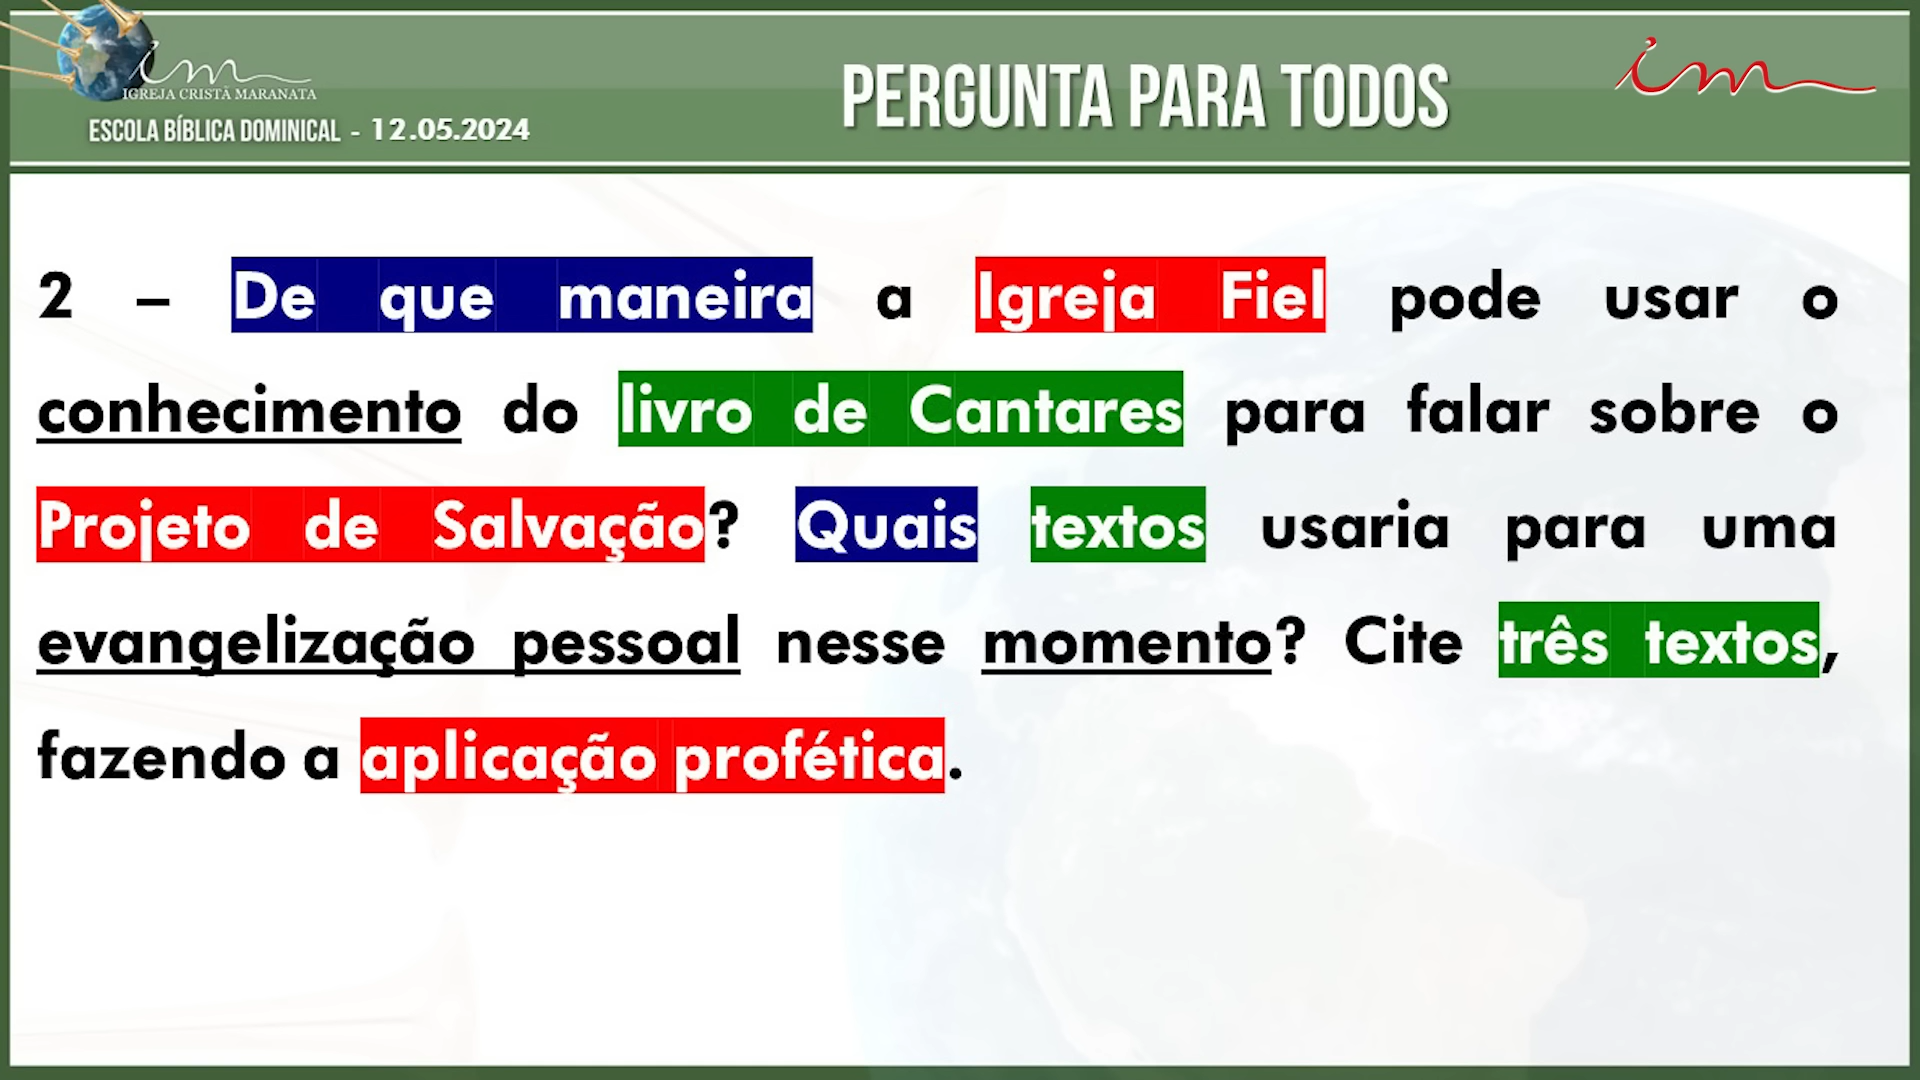 im
IGREJA CRISTÃ MARANATA
ESCOLA BÍBLICA DOMINICAL - 12.05.2024
PERGUNTA PARA TODOS
im
2 – De que maneira a Igreja Fiel pode usar o
conhecimento do livro de Cantares para falar sobre o
Projeto de Salvação? Quais textos usaria para uma
evangelização pessoal nesse momento? Cite três textos,
fazendo a aplicação profética.